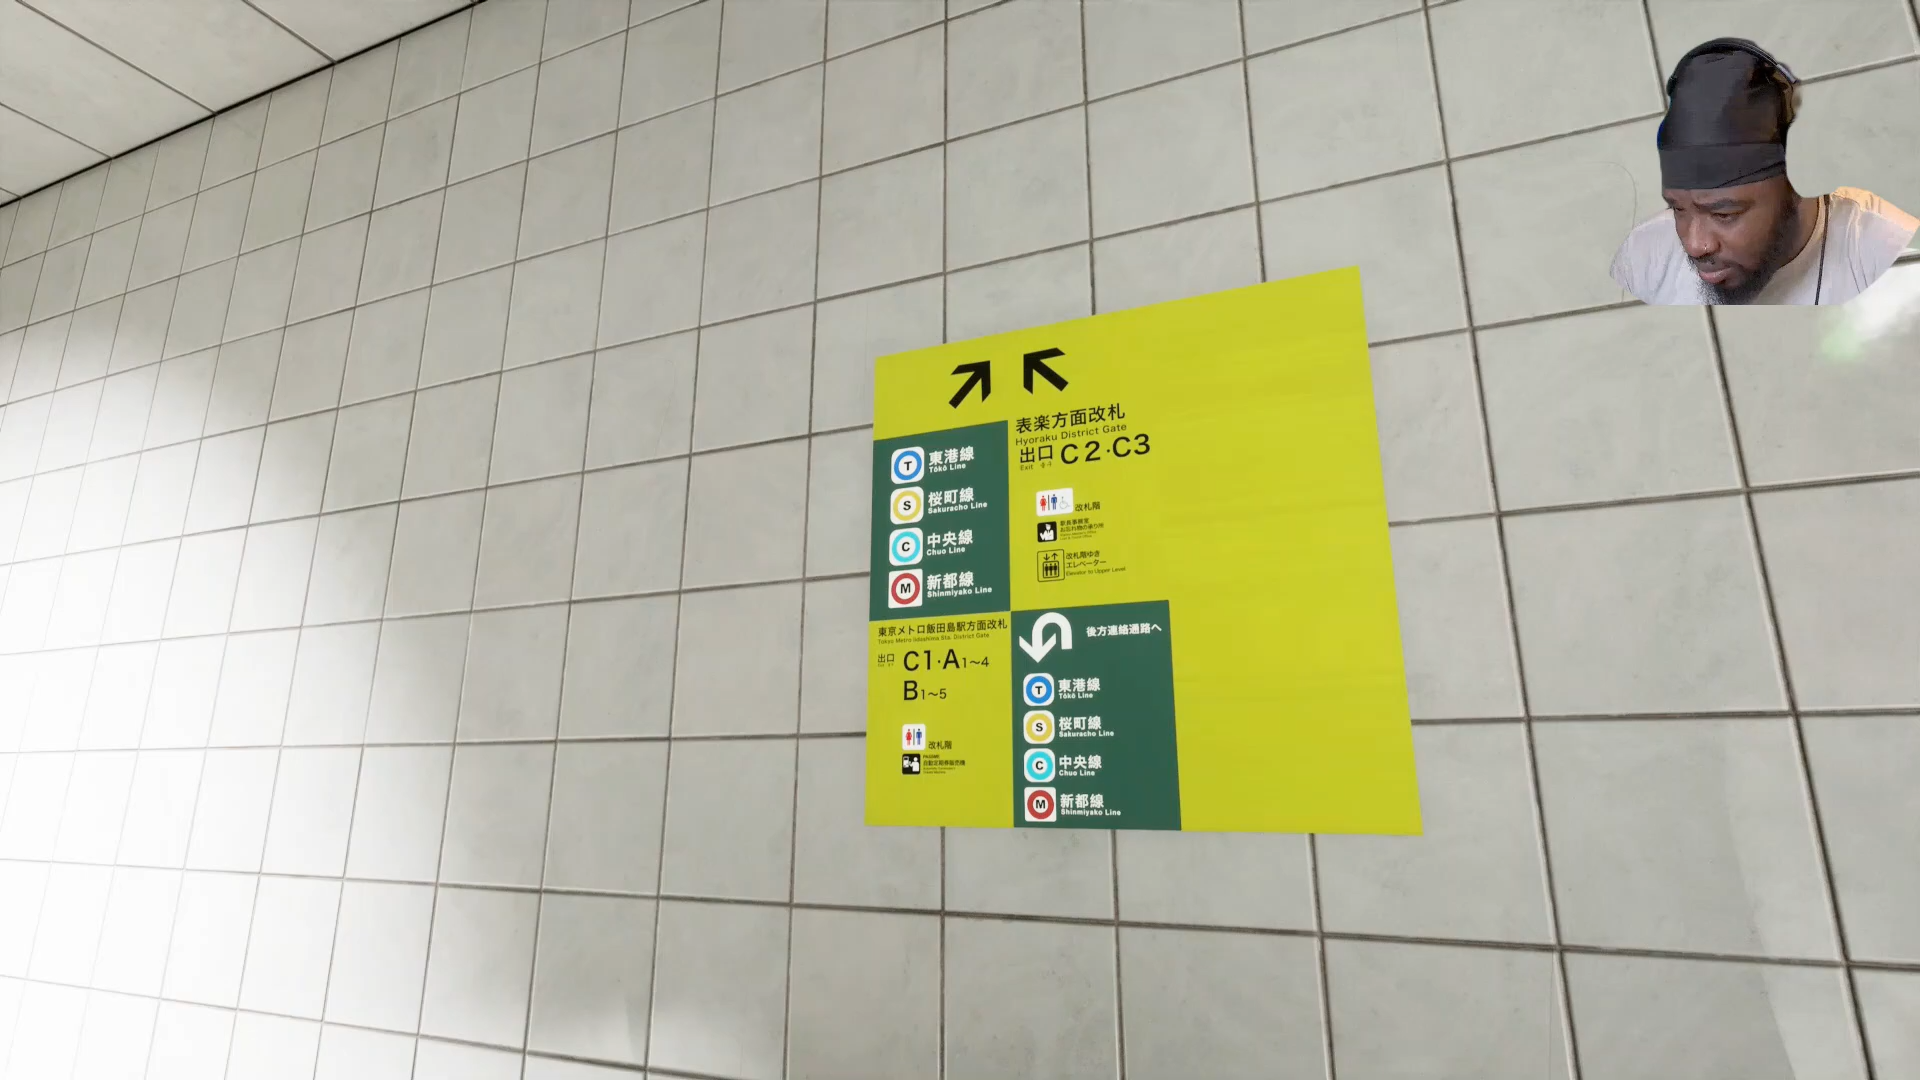 T 東港線
Tōkō Line
S 桜町線
Sakuracho Line
C 中央線
Chuo Line
M 新都線
Shinmiyako Line
表楽方面改札
Hyoraku District Gate
出口 C2·C3
Exit
改札階
改札階ゆき
エレベーター
Elevator to Upper Level
東京メトロ飯田島駅方面改札
出口 C1·A1～4
B1～5
改札階
後方連絡通路へ
T 東港線
Tōkō Line
S 桜町線
Sakuracho Line
C 中央線
Chuo Line
M 新都線
Shinmiyako Line